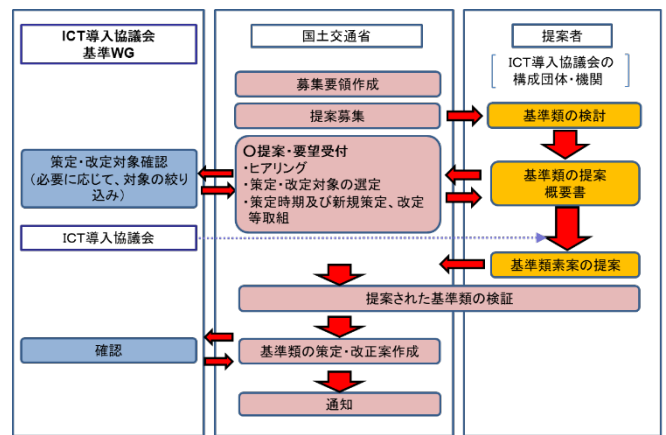 ICT導入協議会
基準WG
国土交通省
提案者
ICT導入協議会の
構成団体・機関
募集要領作成
提案募集
基準類の検討
策定・改定対象確認
(必要に応じて、対象の絞り
込み)
〇提案・要望受付
・ヒアリング
・策定・改定対象の選定
・策定時期及び新規策定、改定
等取組
基準類の提案
概要書
ICT導入協議会
基準類素案の提案
提案された基準類の検証
確認
基準類の策定・改正案作成
通知